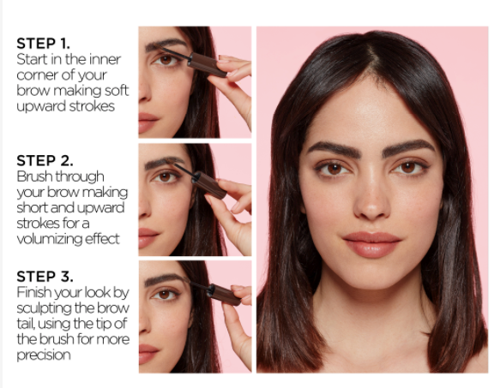 STEP 1.
Start in the inner
corner of your
brow making soft
upward strokes
STEP 2.
Brush through
your brow making
short and upward
strokes for a
volumizing effect
STEP 3.
Finish your look by
sculpting the brow
tail, using the tip of
the brush for more
precision